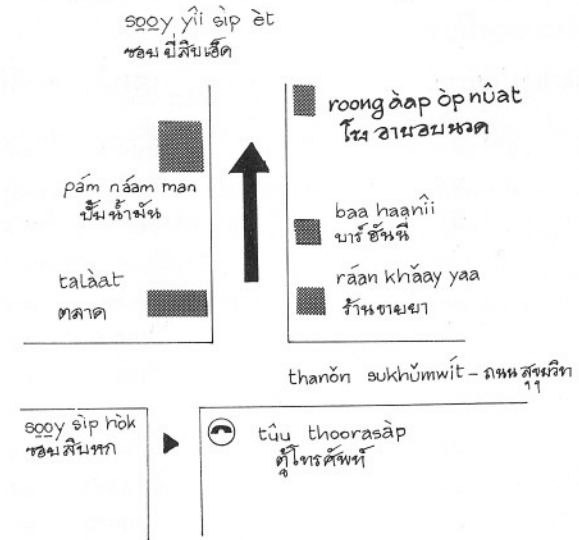 sọọy yîi sìp èt
ซอย ยี่สิบเอ็ด
roong àap òp nûat
โรง อาบอบนวด
pám náam man
ปั๊มน้ำมัน
baa haanîi
บาร์ฮันนี่
ráan khǎay yaa
ร้านขายยา
talàat
ตลาด
thanǒn sukhǔmwít – ถนนสุขุมวิท
sọọy sìp hòk
ซอยสิบหก
tûu thoorasàp
ตู้โทรศัพท์